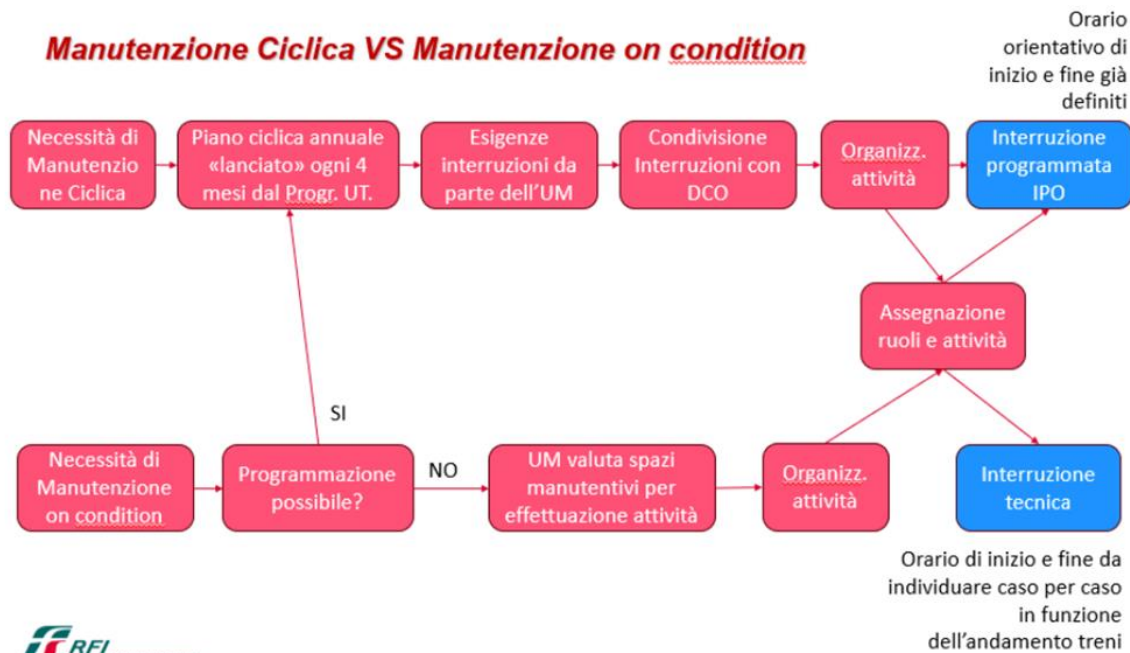 Manutenzione Ciclica VS Manutenzione on condition
Orario
orientativo di
inizio e fine già
definiti
Necessità di
Manutenzio
ne Ciclica
Piano ciclica annuale
«lanciato» ogni 4
mesi dal Progr. UT.
Esigenze
interruzioni da
parte dell'UM
Condivisione
Interruzioni con
DCO
Organizz.
attività
Interruzione
programmata
IPO
Assegnazione
ruoli e attività
SI
Necessità di
Manutenzione
on condition
Programmazione
possibile?
NO
UM valuta spazi
manutentivi per
effettuazione attività
Organizz.
attività
Interruzione
tecnica
Orario di inizio e fine da
individuare caso per caso
in funzione
dell'andamento treni
RFI